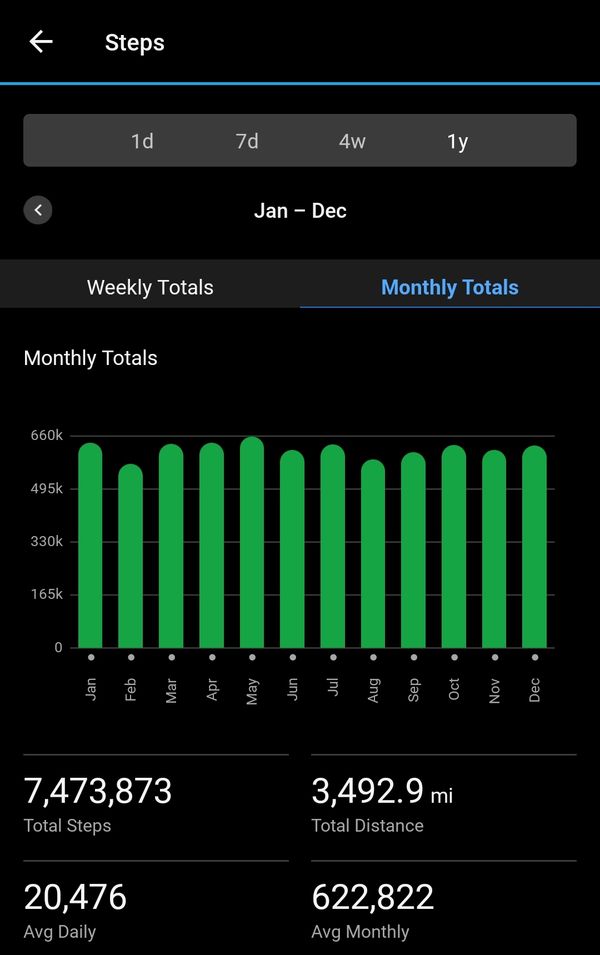 Steps
1d 7d 4w 1y
Jan – Dec
Weekly Totals Monthly Totals
Monthly Totals
660k
495k
330k
165k
0
Jan Feb Mar Apr May Jun Jul Aug Sep Oct Nov Dec
7,473,873 3,492.9 mi
Total Steps Total Distance
20,476 622,822
Avg Daily Avg Monthly